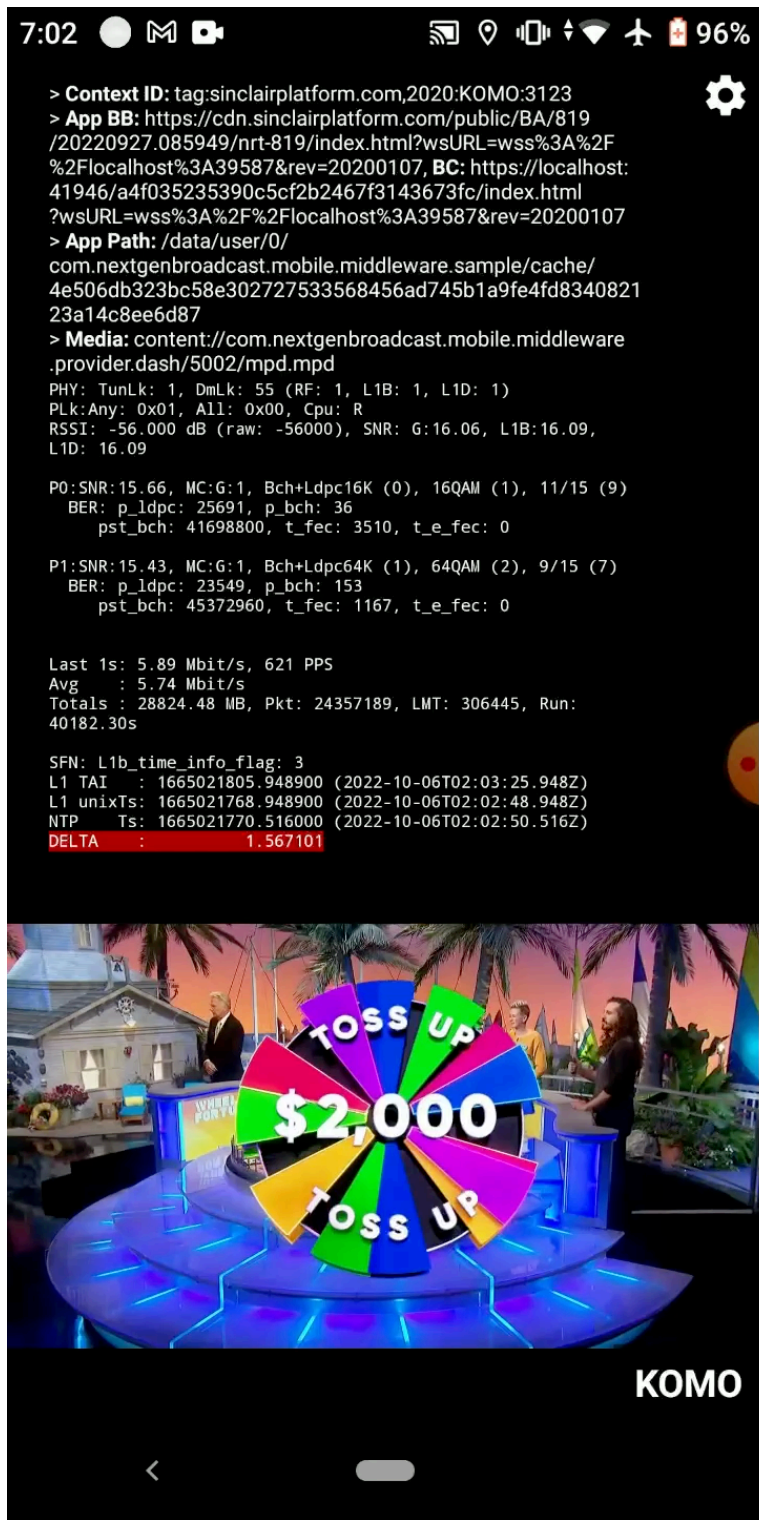 7:02 96%
> Context ID: tag:sinclairplatform.com,2020:KOMO:3123
> App BB: https://cdn.sinclairplatform.com/public/BA/819
/20220927.085949/nrt-819/index.html?wsURL=wss%3A%2F
%2Flocalhost%3A39587&rev=20200107, BC: https://localhost:
41946/a4f035235390c5cf2b2467f3143673fc/index.html
?wsURL=wss%3A%2F%2Flocalhost%3A39587&rev=20200107
> App Path: /data/user/0/
com.nextgenbroadcast.mobile.middleware.sample/cache/
4e506db323bc58e302727533568456ad745b1a9fe4fd8340821
23a14c8ee6d87
> Media: content://com.nextgenbroadcast.mobile.middleware
.provider.dash/5002/mpd.mpd
PHY: TunLk: 1, DmLk: 55 (RF: 1, L1B: 1, L1D: 1)
PLk:Any: 0x01, All: 0x00, Cpu: R
RSSI: -56.000 dB (raw: -56000), SNR: G:16.06, L1B:16.09,
L1D: 16.09
P0:SNR:15.66, MC:G:1, Bch+Ldpc16K (0), 16QAM (1), 11/15 (9)
BER: p_ldpc: 25691, p_bch: 36
pst_bch: 41698800, t_fec: 3510, t_e_fec: 0
P1:SNR:15.43, MC:G:1, Bch+Ldpc64K (1), 64QAM (2), 9/15 (7)
BER: p_ldpc: 23549, p_bch: 153
pst_bch: 45372960, t_fec: 1167, t_e_fec: 0
Last 1s: 5.89 Mbit/s, 621 PPS
Avg : 5.74 Mbit/s
Totals : 28824.48 MB, Pkt: 24357189, LMT: 306445, Run:
40182.30s
SFN: L1b_time_info_flag: 3
L1 TAI : 1665021805.948900 (2022-10-06T02:03:25.948Z)
L1 unixTs: 1665021768.948900 (2022-10-06T02:02:48.948Z)
NTP Ts: 1665021770.516000 (2022-10-06T02:02:50.516Z)
DELTA : 1.567101
TOSS UP
$2,000
TOSS UP
KOMO